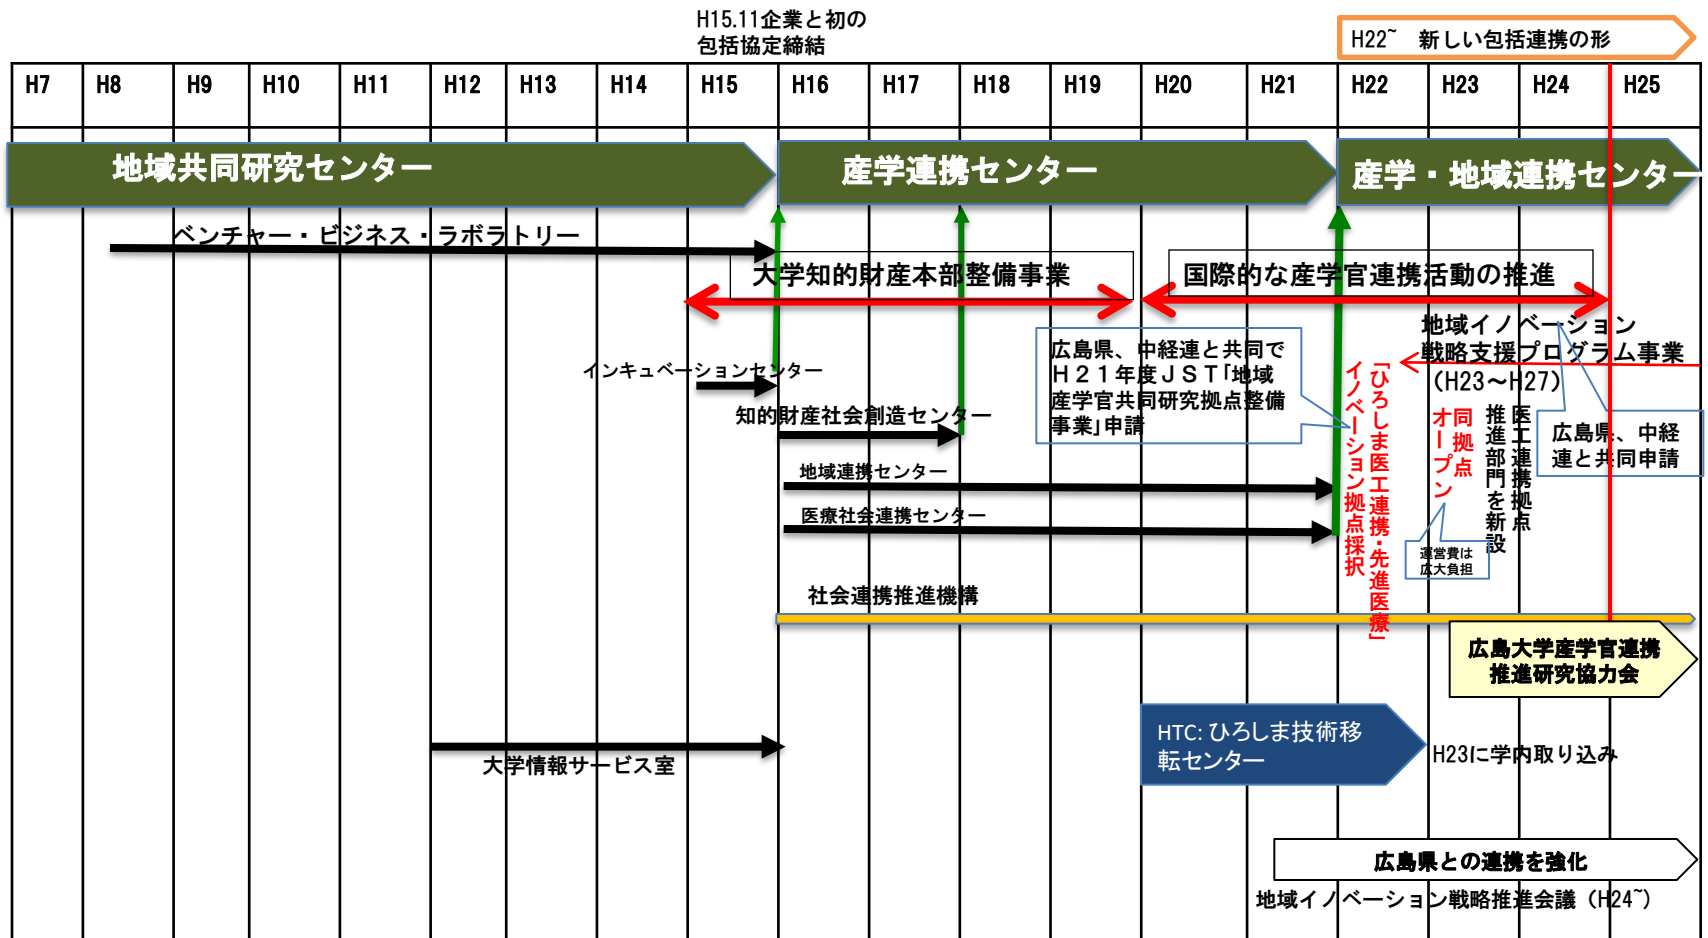 H15.11企業と初の
包括協定締結
H22~ 新しい包括連携の形
H7 H8 H9 H10 H11 H12 H13 H14 H15 H16 H17 H18 H19 H20 H21 H22 H23 H24 H25
地域共同研究センター
産学連携センター
産学・地域連携センター
ベンチャー・ビジネス・ラボラトリー
大学知的財産本部整備事業
国際的な産学官連携活動の推進
地域イノベーション
戦略支援プログラム事業
(H23～H27)
広島県、中経連と共同で
H21年度JST「地域
産学官共同研究拠点整備
事業」申請
インキュベーションセンター
知的財産社会創造センター
地域連携センター
医療社会連携センター
「ひろしま医工連携・先進医療」
イノベーション拠点採択
同拠点
オープン
医工連携拠点
推進部門を新設
広島県、中経
連と共同申請
運営費は
広大負担
社会連携推進機構
広島大学産学官連携
推進研究協力会
HTC: ひろしま技術移
転センター
H23に学内取り込み
大学情報サービス室
広島県との連携を強化
地域イノベーション戦略推進会議（H24~）